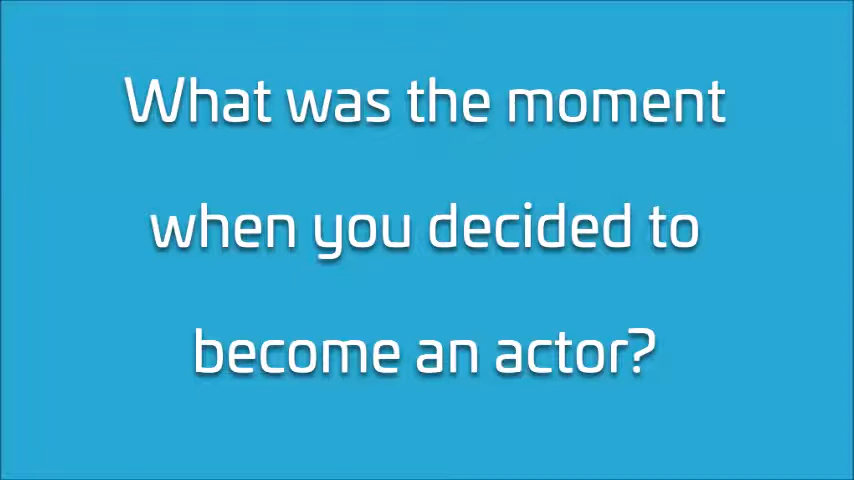 What was the moment
when you decided to
become an actor?